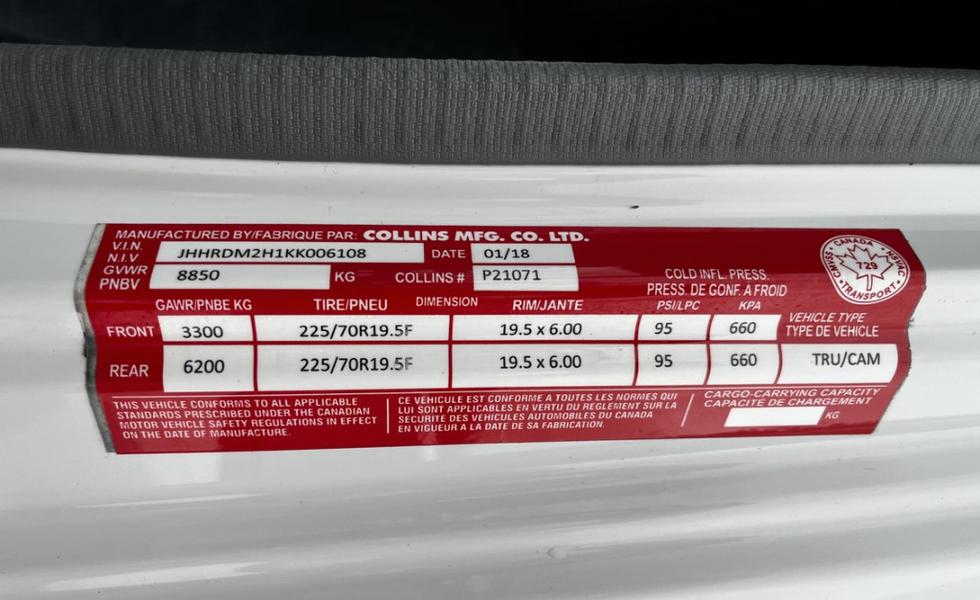 MANUFACTURED BY/FABRIQUE PAR: COLLINS MFG. CO. LTD.
V.I.N. N.I.V JHHRDM2H1KK006108 DATE 01/18
GVWR PNBV 8850 KG COLLINS # P21071
CANADA
729
TRANSPORT
COLD INFL. PRESS.
PRESS. DE GONF. A FROID
GAWR/PNBE KG TIRE/PNEU DIMENSION RIM/JANTE PSI/LPC KPA
VEHICLE TYPE
TYPE DE VEHICLE
FRONT 3300 225/70R19.5F 19.5 x 6.00 95 660
REAR 6200 225/70R19.5F 19.5 x 6.00 95 660 TRU/CAM
THIS VEHICLE CONFORMS TO ALL APPLICABLE
STANDARDS PRESCRIBED UNDER THE CANADIAN
MOTOR VEHICLE SAFETY REGULATIONS IN EFFECT
ON THE DATE OF MANUFACTURE.
CE VEHICULE EST CONFORME A TOUTES LES NORMES QUI
LUI SONT APPLICABLES EN VERTU DU REGLEMENT SUR LA
SECURITE DES VEHICULES AUTOMOBILES DU CANADA
EN VIGUEUR A LA DATE DE SA FABRICATION.
CARGO-CARRYING CAPACITY
CAPACITÉ DE CHARGEMENT
KG